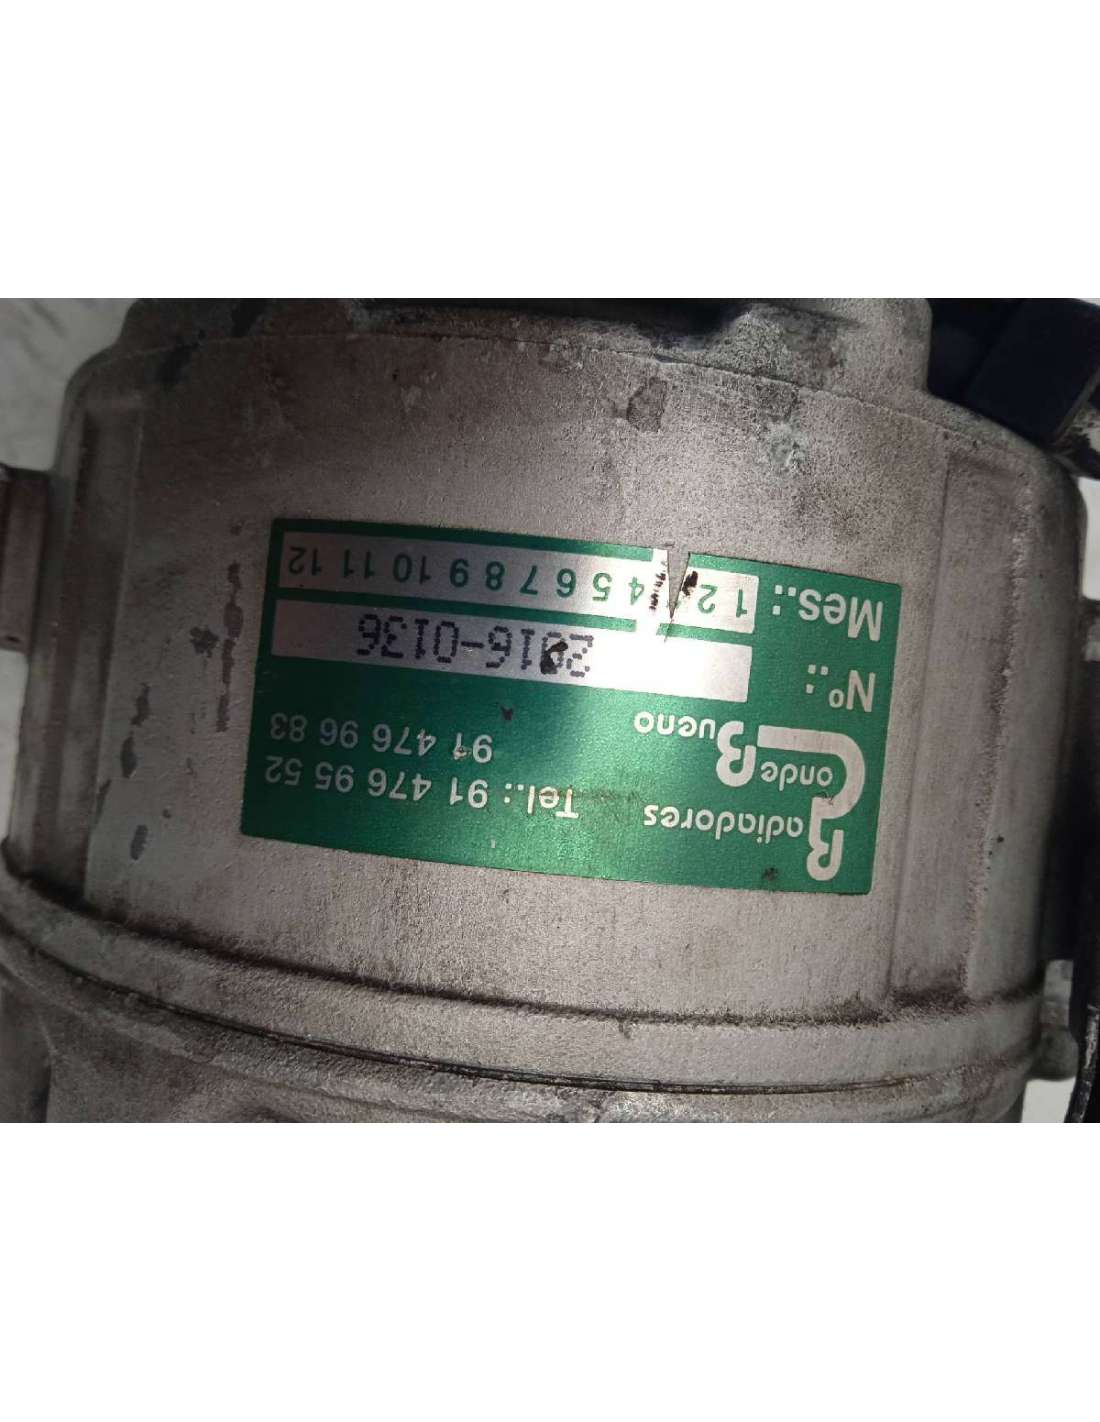 Radiadores Tel.: 91 476 95 52
Conde 91 476 96 83
Bueno
Nº.: 2016-0136
Mes.: 1 2 4 5 6 7 8 9 10 11 12